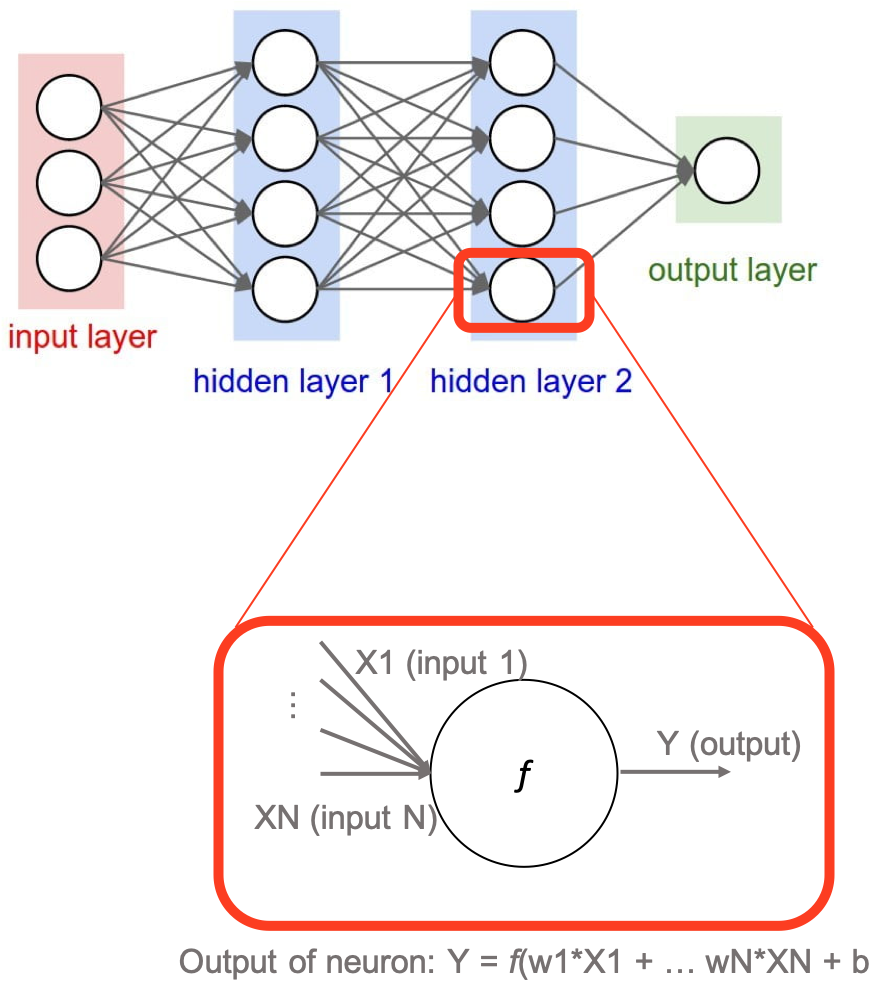 output layer
input layer
hidden layer 1
hidden layer 2
X1 (input 1)
⋮
f
Y (output)
XN (input N)
Output of neuron: Y = f(w1*X1 + … wN*XN + b